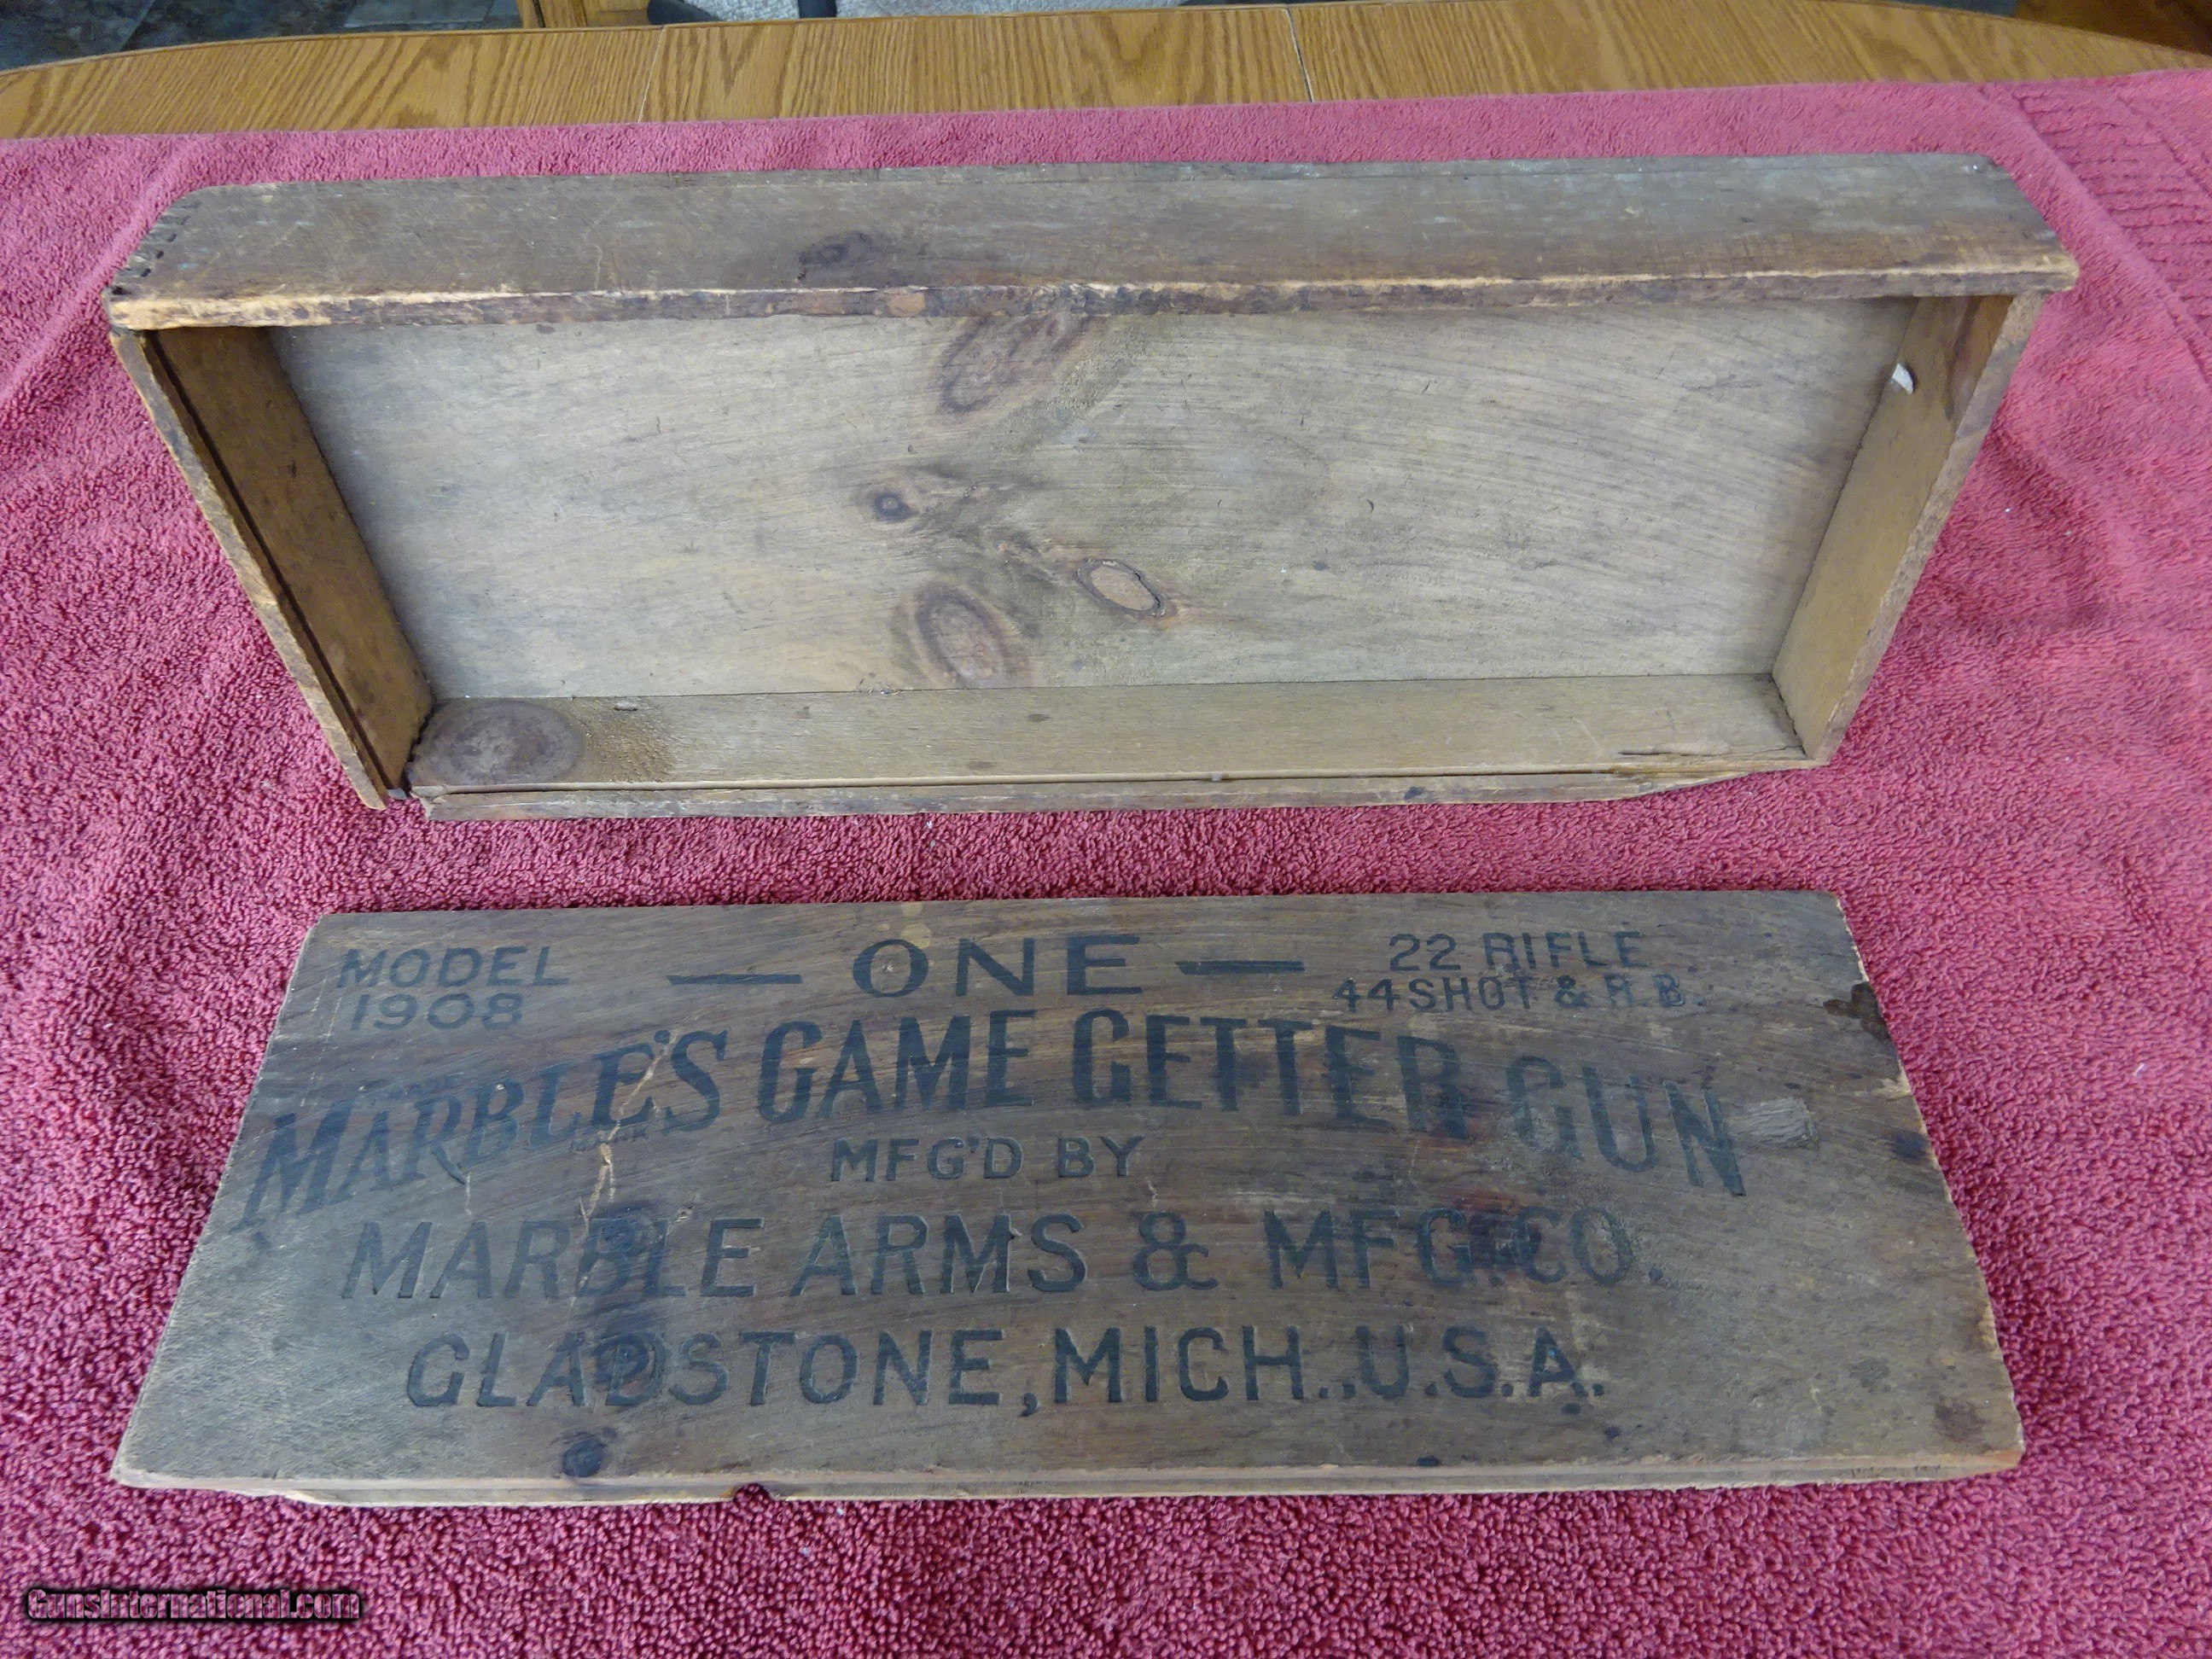 MODEL
1908
— ONE —
22 RIFLE
44 SHOT & R.B.
MARBLE'S GAME GETTER GUN
MFG'D BY
MARBLE ARMS & MFG. CO.
GLADSTONE, MICH., U.S.A.
GunsInternational.com